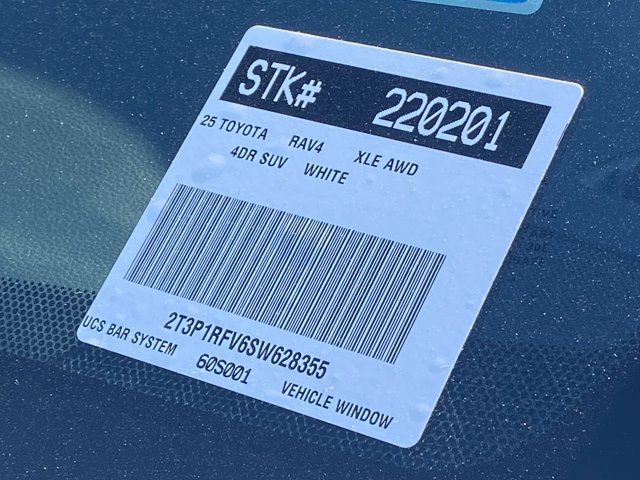 STK# 220201
25 TOYOTA RAV4 XLE AWD
4DR SUV WHITE
2T3P1RFV6SW628355
UCS BAR SYSTEM 60S001 VEHICLE WINDOW